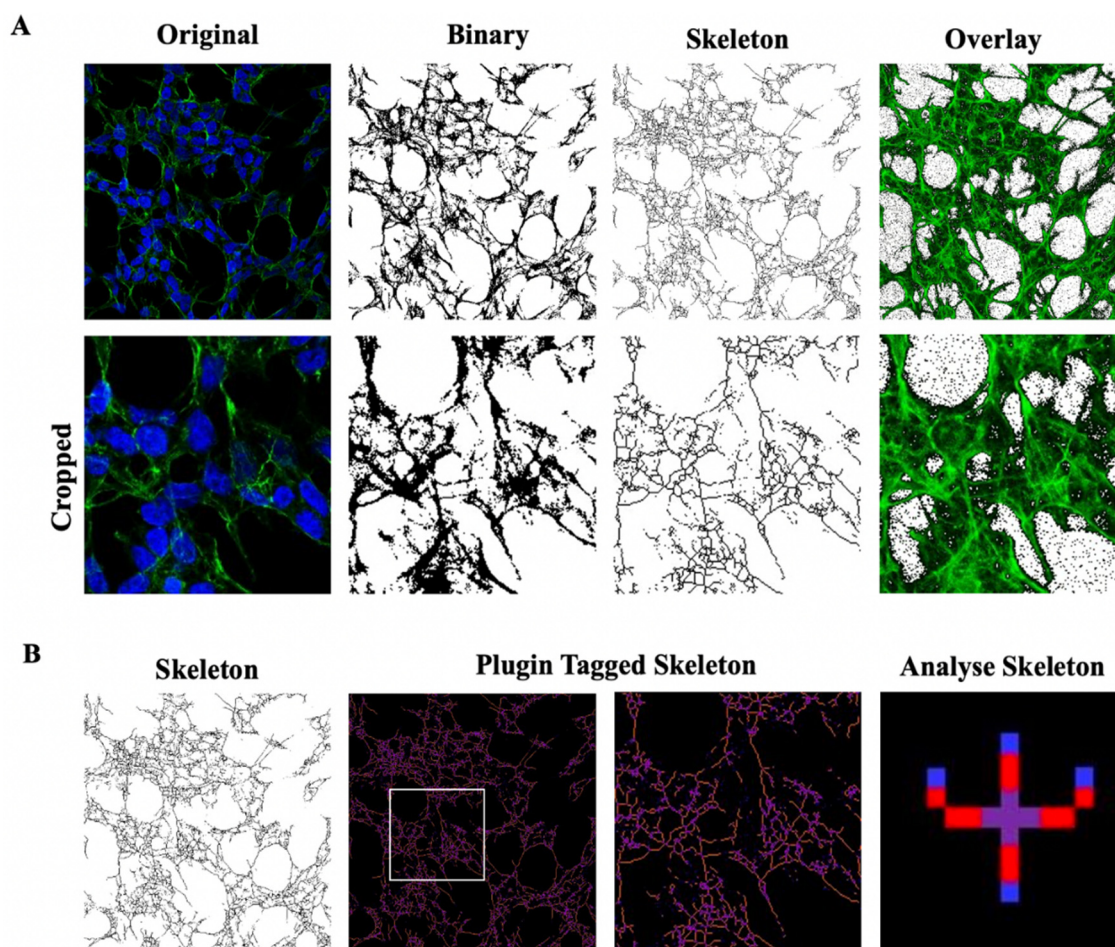 A
Original Binary Skeleton Overlay
Cropped
B
Skeleton Plugin Tagged Skeleton Analyse Skeleton